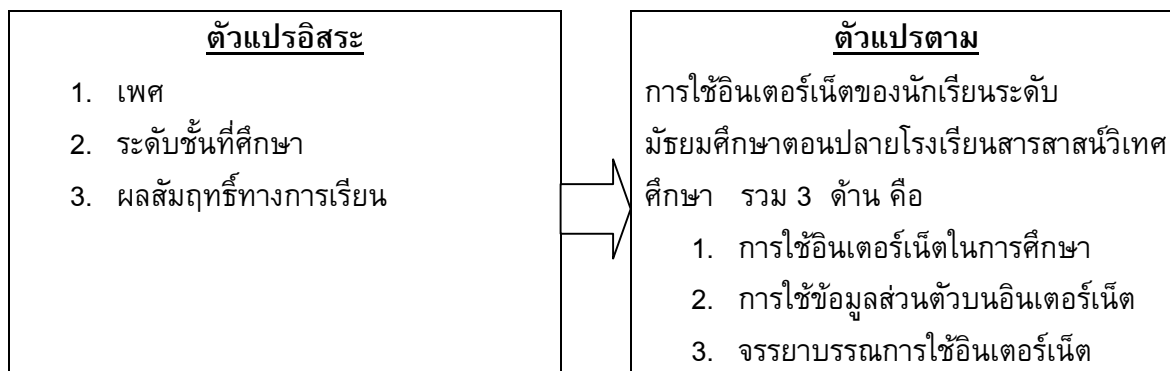 ตัวแปรอิสระ
1. เพศ
2. ระดับชั้นที่ศึกษา
3. ผลสัมฤทธิ์ทางการเรียน
ตัวแปรตาม
การใช้อินเตอร์เน็ตของนักเรียนระดับ
มัธยมศึกษาตอนปลายโรงเรียนสารสาสน์วิเทศ
ศึกษา รวม 3 ด้าน คือ
1. การใช้อินเตอร์เน็ตในการศึกษา
2. การใช้ข้อมูลส่วนตัวบนอินเตอร์เน็ต
3. จรรยาบรรณการใช้อินเตอร์เน็ต